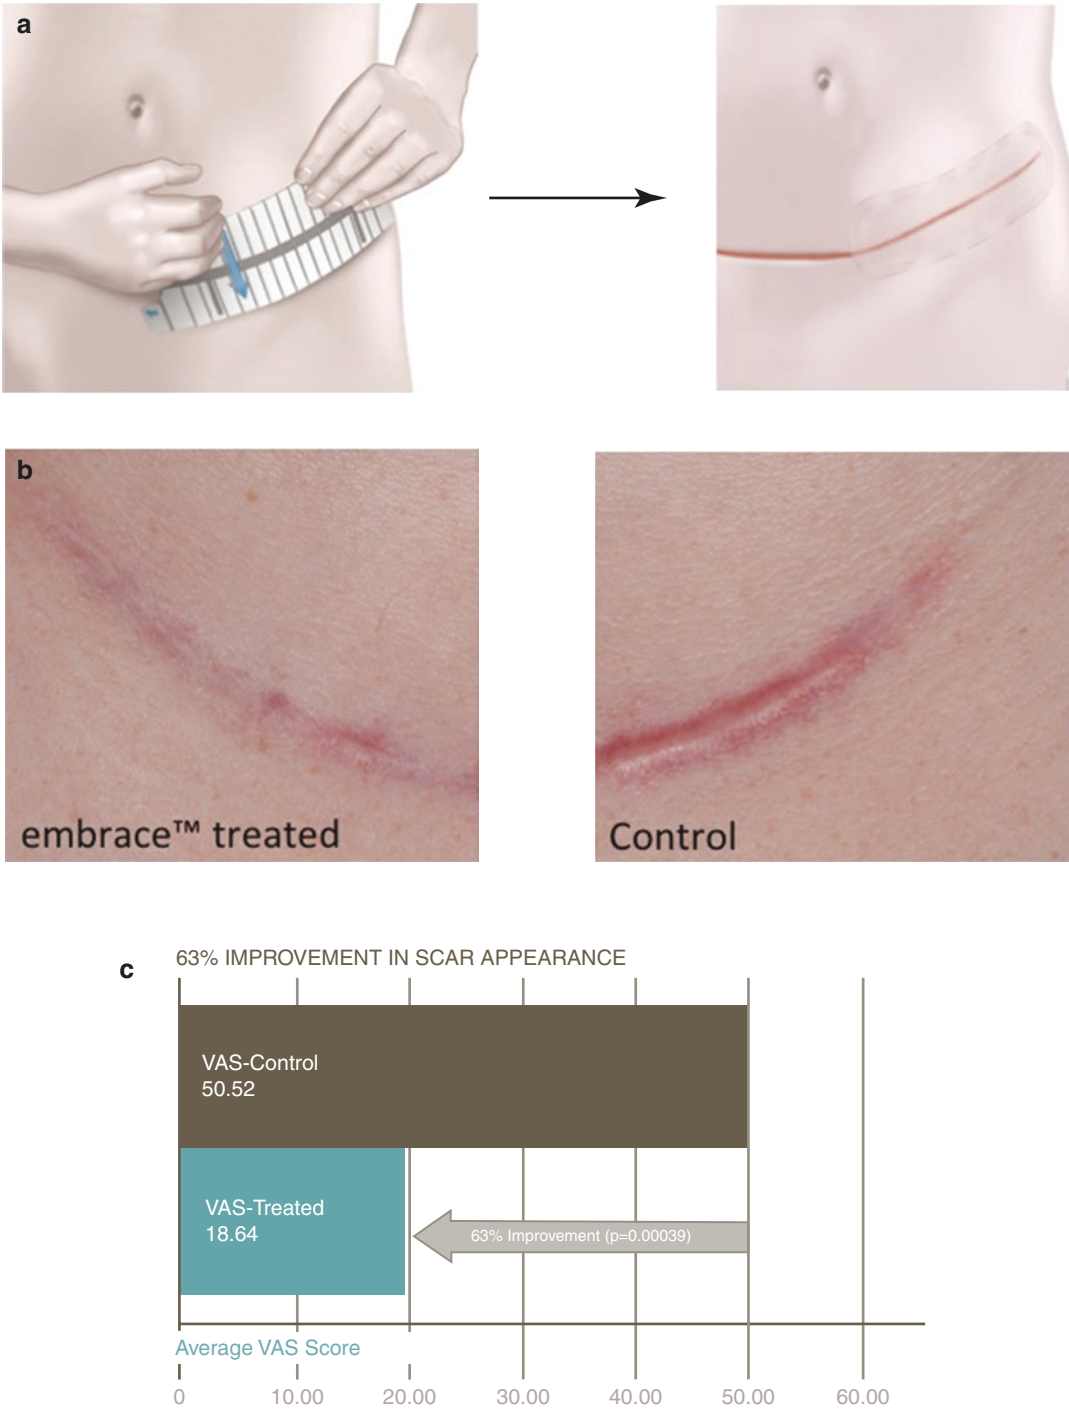 a
b
embrace™ treated
Control
c
63% IMPROVEMENT IN SCAR APPEARANCE
VAS-Control
50.52
VAS-Treated
18.64
63% Improvement (p=0.00039)
Average VAS Score
0 10.00 20.00 30.00 40.00 50.00 60.00